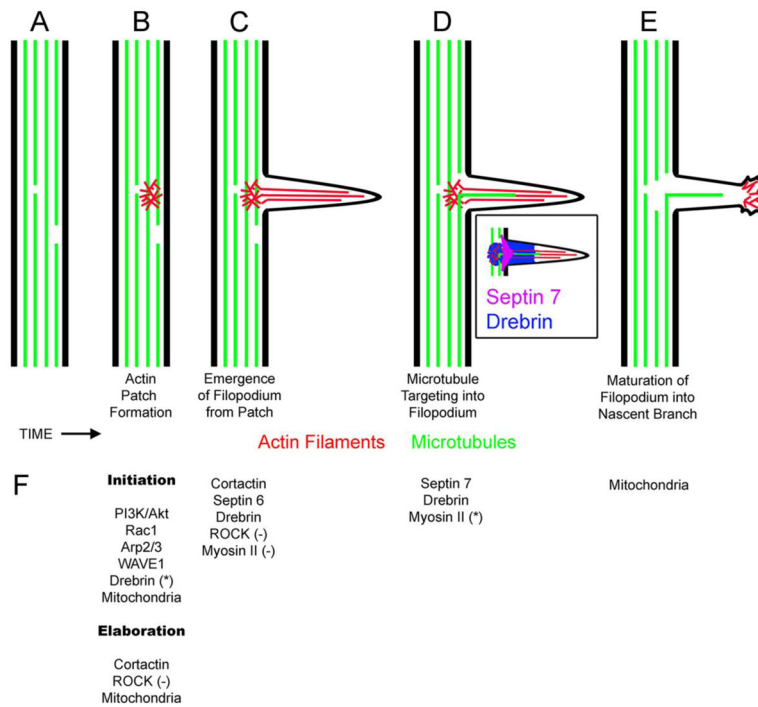 A
B
C
D
E
Septin 7
Drebrin
Actin
Patch
Formation
Emergence
of Filopodium
from Patch
Microtubule
Targeting into
Filopodium
Maturation of
Filopodium into
Nascent Branch
TIME
Actin Filaments
Microtubules
F
Initiation
PI3K/Akt
Rac1
Arp2/3
WAVE1
Drebrin (*)
Mitochondria
Elaboration
Cortactin
ROCK (-)
Mitochondria
Cortactin
Septin 6
Drebrin
ROCK (-)
Myosin II (-)
Septin 7
Drebrin
Myosin II (*)
Mitochondria